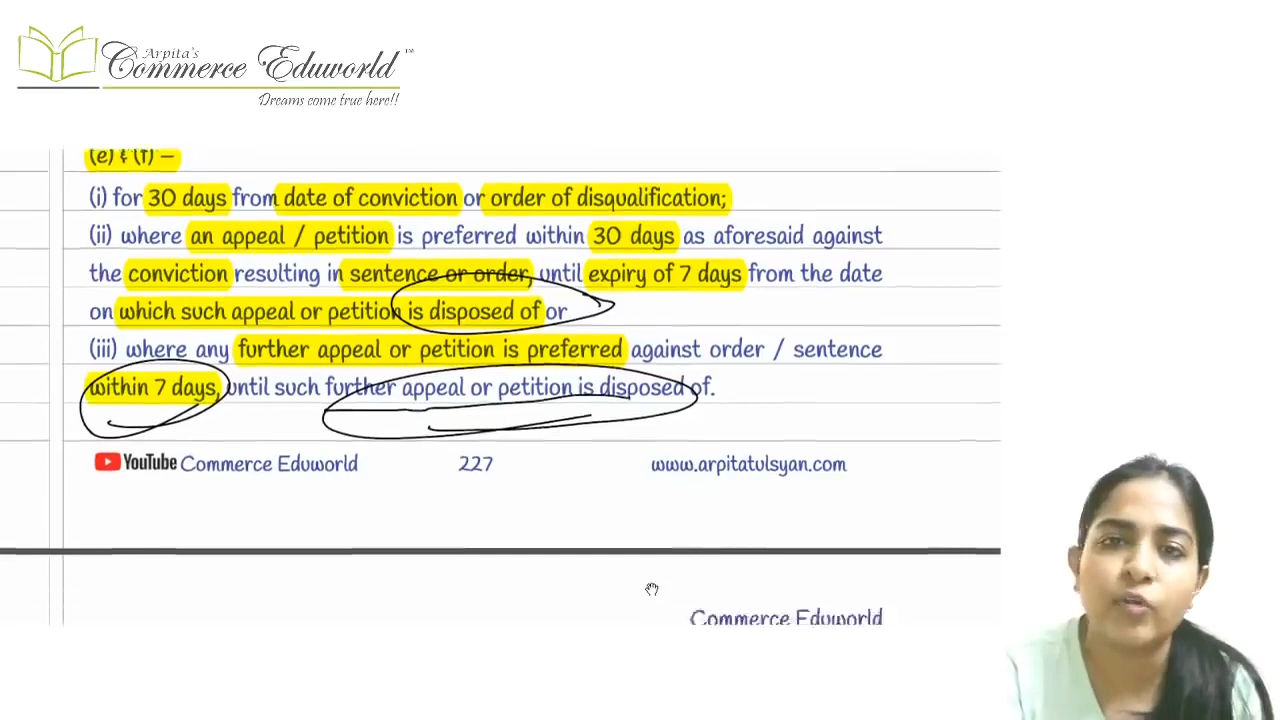 Arpita's
Commerce Eduworld™
Dreams come true here!!
(e) & (f) –
(i) for 30 days from date of conviction or order of disqualification;
(ii) where an appeal / petition is preferred within 30 days as aforesaid against
the conviction resulting in sentence or order, until expiry of 7 days from the date
on which such appeal or petition is disposed of or
(iii) where any further appeal or petition is preferred against order / sentence
within 7 days, until such further appeal or petition is disposed of.
YouTube Commerce Eduworld 227 www.arpitatulsyan.com
Commerce Eduworld